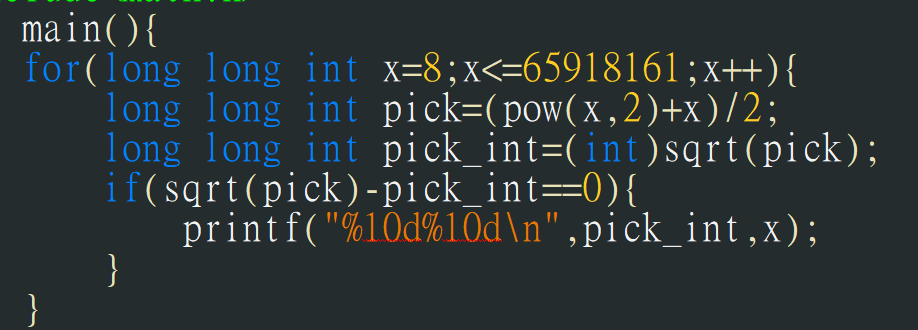 main(){
for(long long int x=8;x<=65918161;x++){
long long int pick=(pow(x,2)+x)/2;
long long int pick_int=(int)sqrt(pick);
if(sqrt(pick)-pick_int==0){
printf("%10d%10d\n",pick_int,x);
}
}